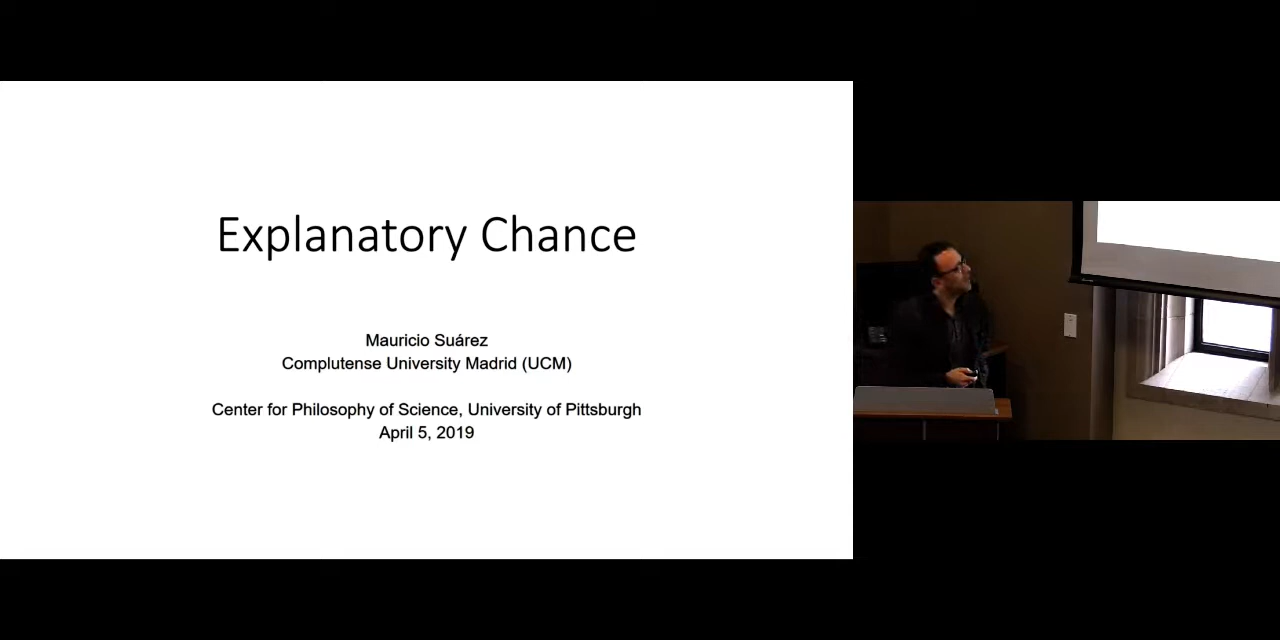 Explanatory Chance
Mauricio Suárez
Complutense University Madrid (UCM)
Center for Philosophy of Science, University of Pittsburgh
April 5, 2019